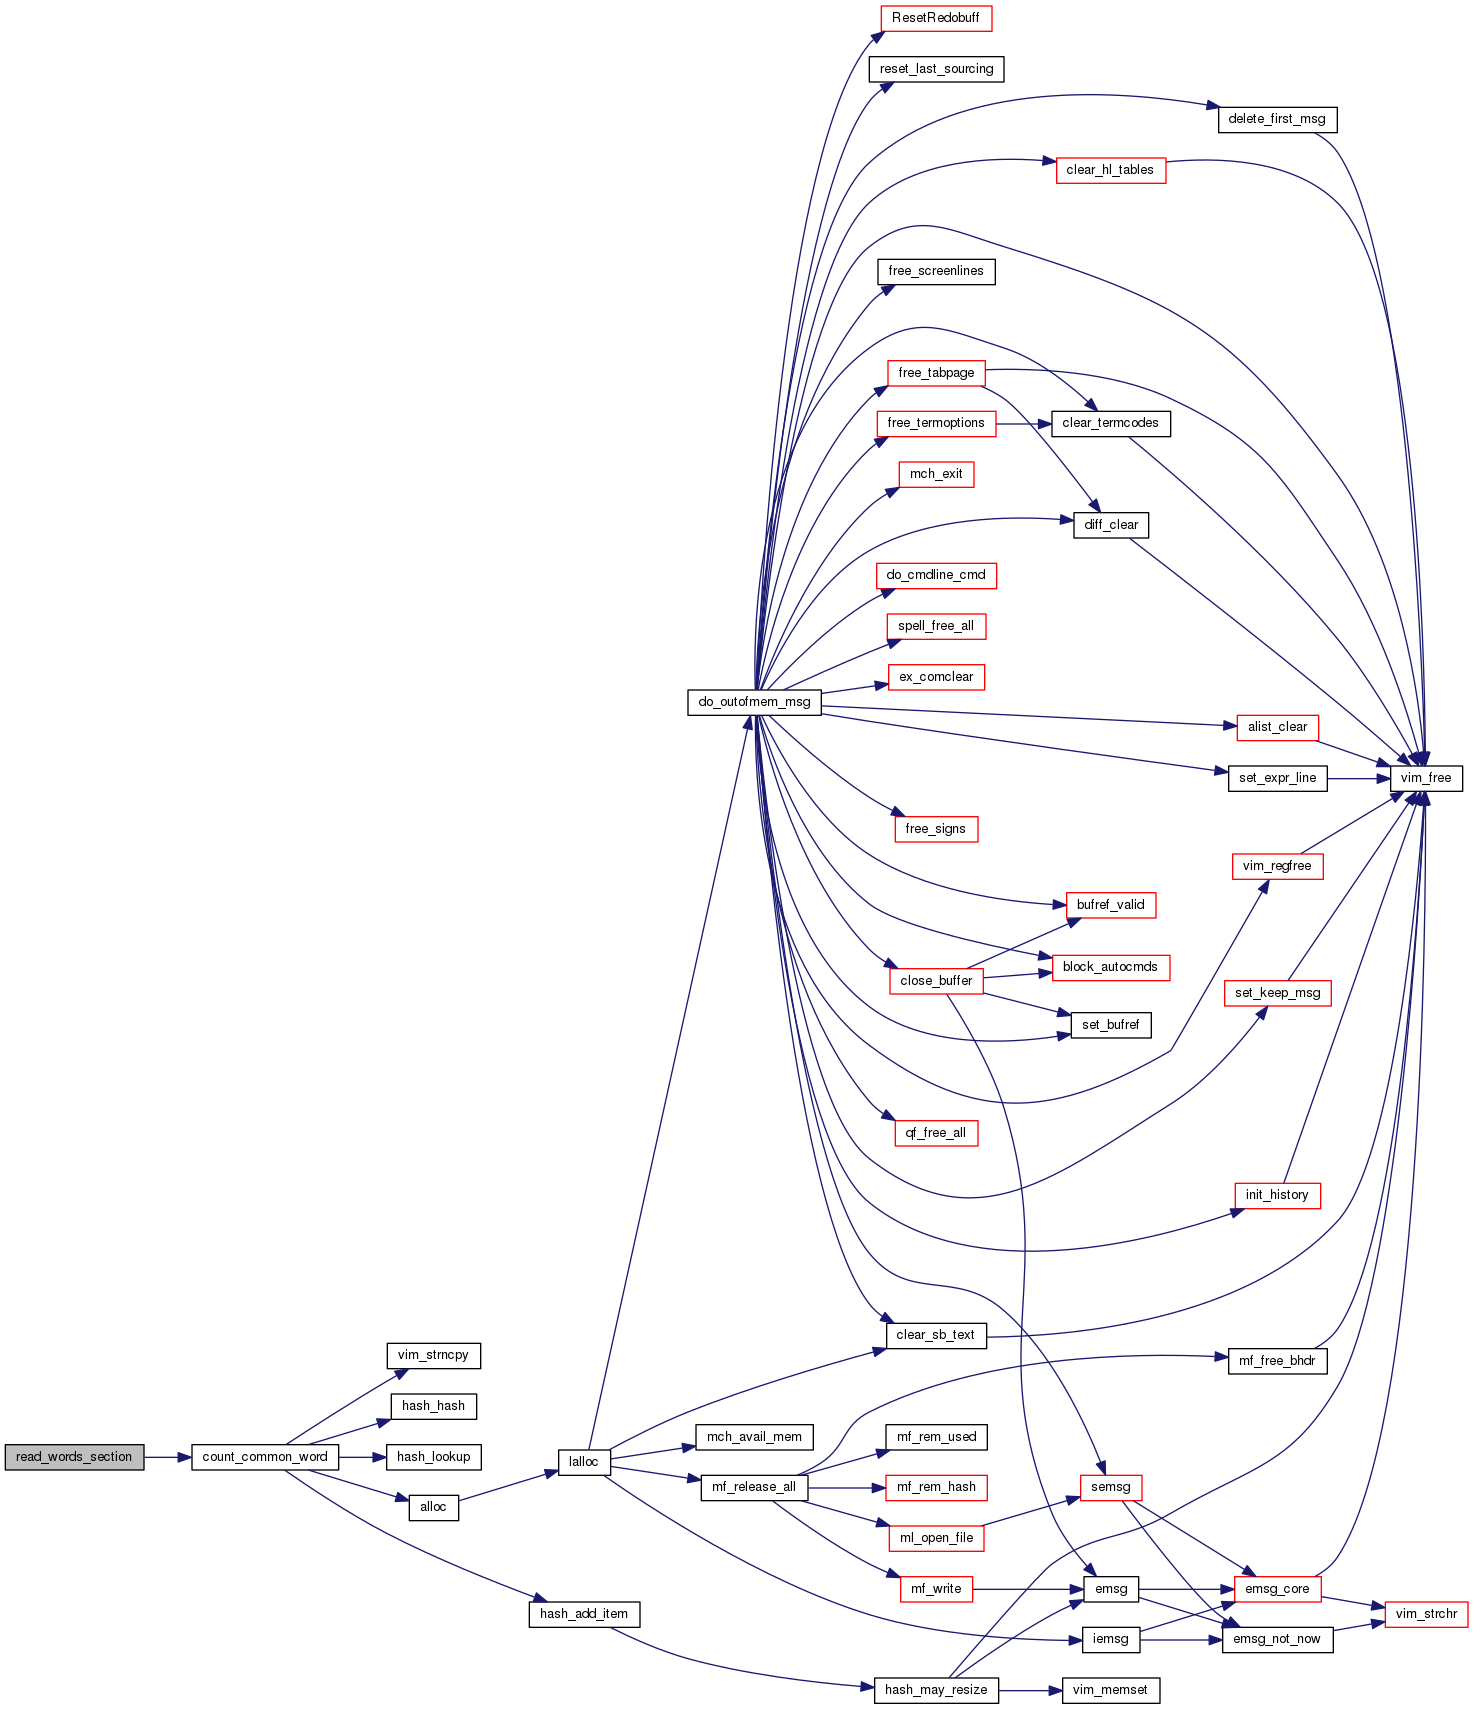 ResetRedobuff
reset_last_sourcing
delete_first_msg
clear_hl_tables
free_screenlines
free_tabpage
free_termoptions
clear_termcodes
mch_exit
diff_clear
do_cmdline_cmd
spell_free_all
ex_comclear
do_outofmem_msg
alist_clear
set_expr_line
vim_free
free_signs
vim_regfree
bufref_valid
block_autocmds
close_buffer
set_keep_msg
set_bufref
qf_free_all
init_history
clear_sb_text
vim_strncpy
mf_free_bhdr
hash_hash
mch_avail_mem
mf_rem_used
read_words_section
count_common_word
hash_lookup
lalloc
mf_release_all
mf_rem_hash
semsg
alloc
ml_open_file
mf_write
emsg
emsg_core
hash_add_item
vim_strchr
iemsg
emsg_not_now
hash_may_resize
vim_memset